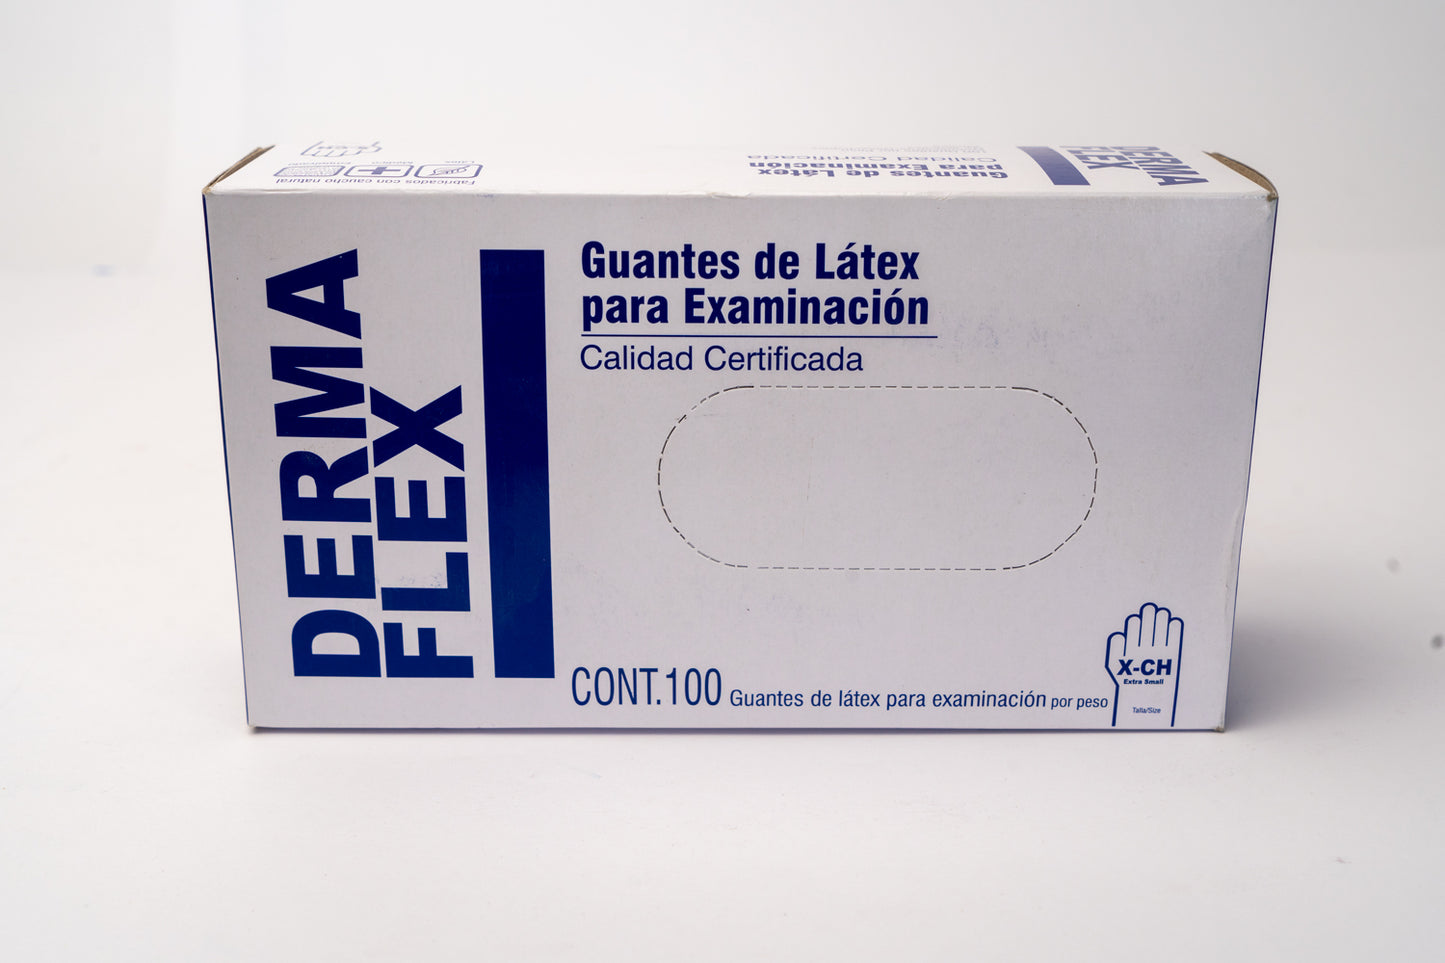 Fabricados con caucho natural
Látex
Guantes de Látex
para Examinación
Calidad Certificada
DERMA
FLEX
DERMA
FLEX
Guantes de Látex
para Examinación
Calidad Certificada
CONT.100 Guantes de látex para examinación por peso
X-CH
Extra Small
Talla/Size